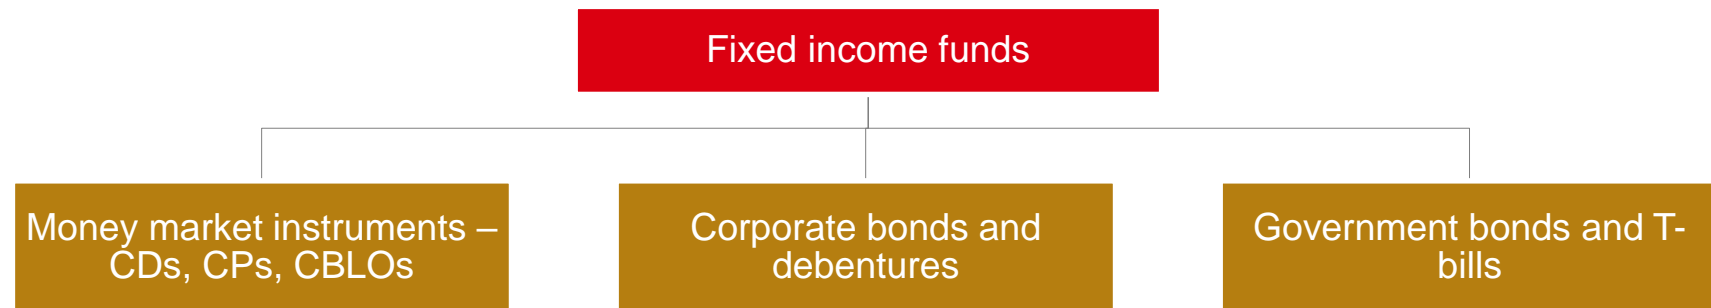 Fixed income funds
Money market instruments –
CDs, CPs, CBLOs
Corporate bonds and
debentures
Government bonds and T-
bills